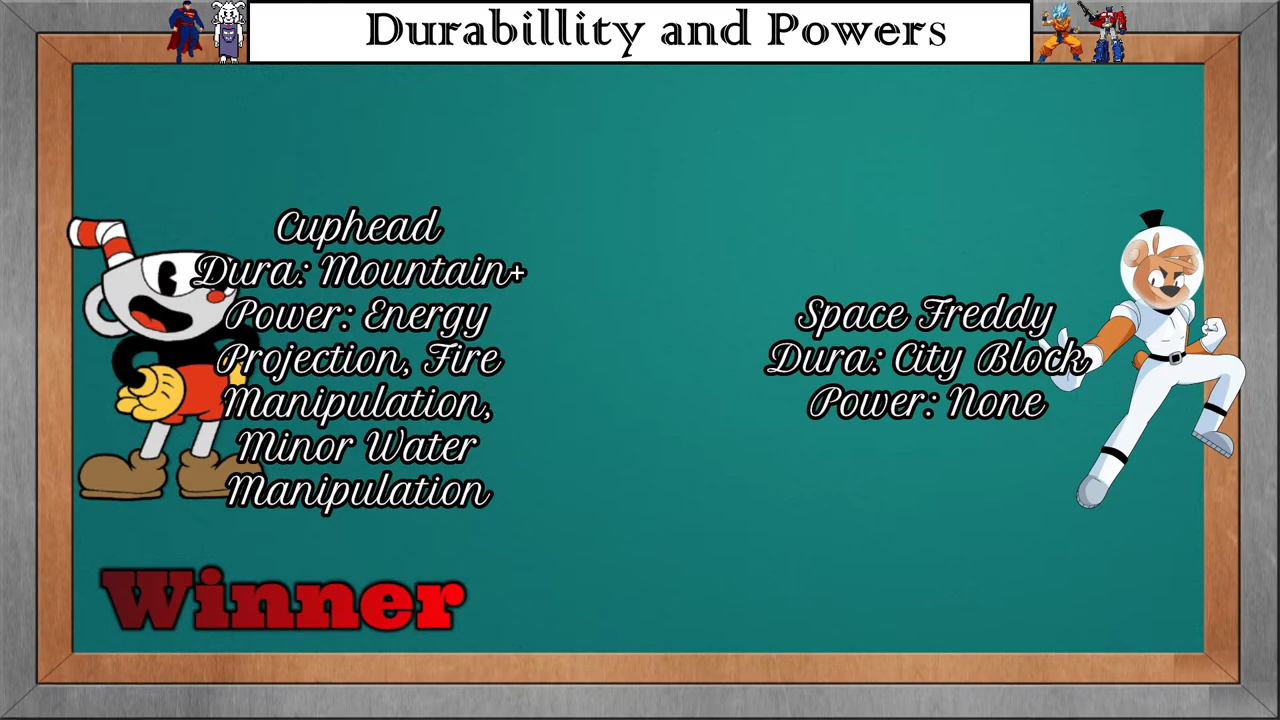 Durabillity and Powers
Cuphead
Dura: Mountain+
Power: Energy
Projection, Fire
Manipulation,
Minor Water
Manipulation
Space Freddy
Dura: City Block
Power: None
Winner